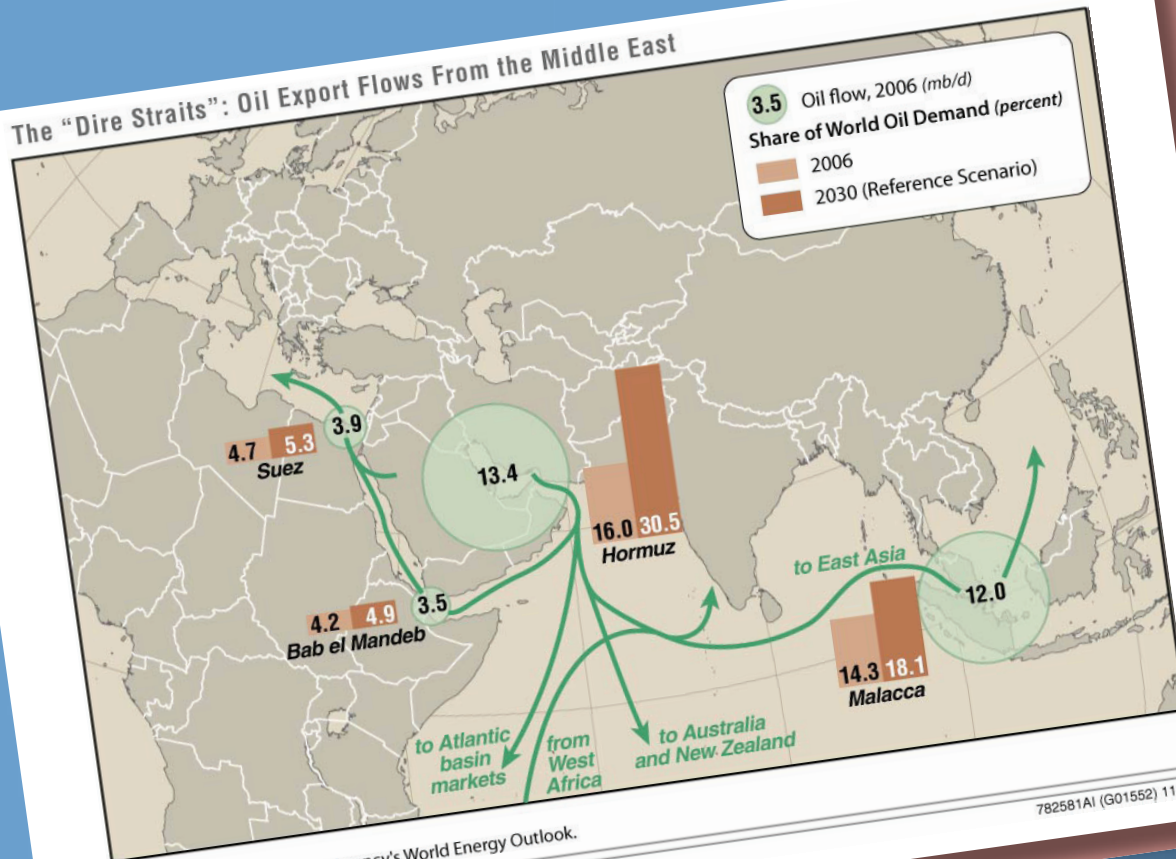 The "Dire Straits": Oil Export Flows From the Middle East
3.5 Oil flow, 2006 (mb/d)
Share of World Oil Demand (percent)
2006
2030 (Reference Scenario)
3.9
4.7 5.3
Suez
13.4
16.0 30.5
Hormuz
3.5
4.2 4.9
Bab el Mandeb
to East Asia
12.0
14.3 18.1
Malacca
to Atlantic
basin
markets
from
West
Africa
to Australia
and New Zealand
World Energy Outlook.
782581AI (G01552) 11